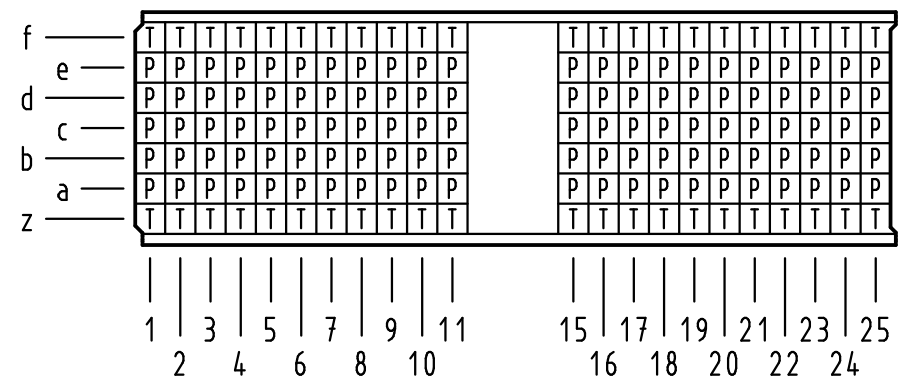 f T T T T T T T T T T T T T T T T T T T T T T
e P P P P P P P P P P P P P P P P P P P P P P
d P P P P P P P P P P P P P P P P P P P P P P
c P P P P P P P P P P P P P P P P P P P P P P
b P P P P P P P P P P P P P P P P P P P P P P
a P P P P P P P P P P P P P P P P P P P P P P
z T T T T T T T T T T T T T T T T T T T T T T
1 3 5 7 9 11 15 17 19 21 23 25
2 4 6 8 10 16 18 20 22 24